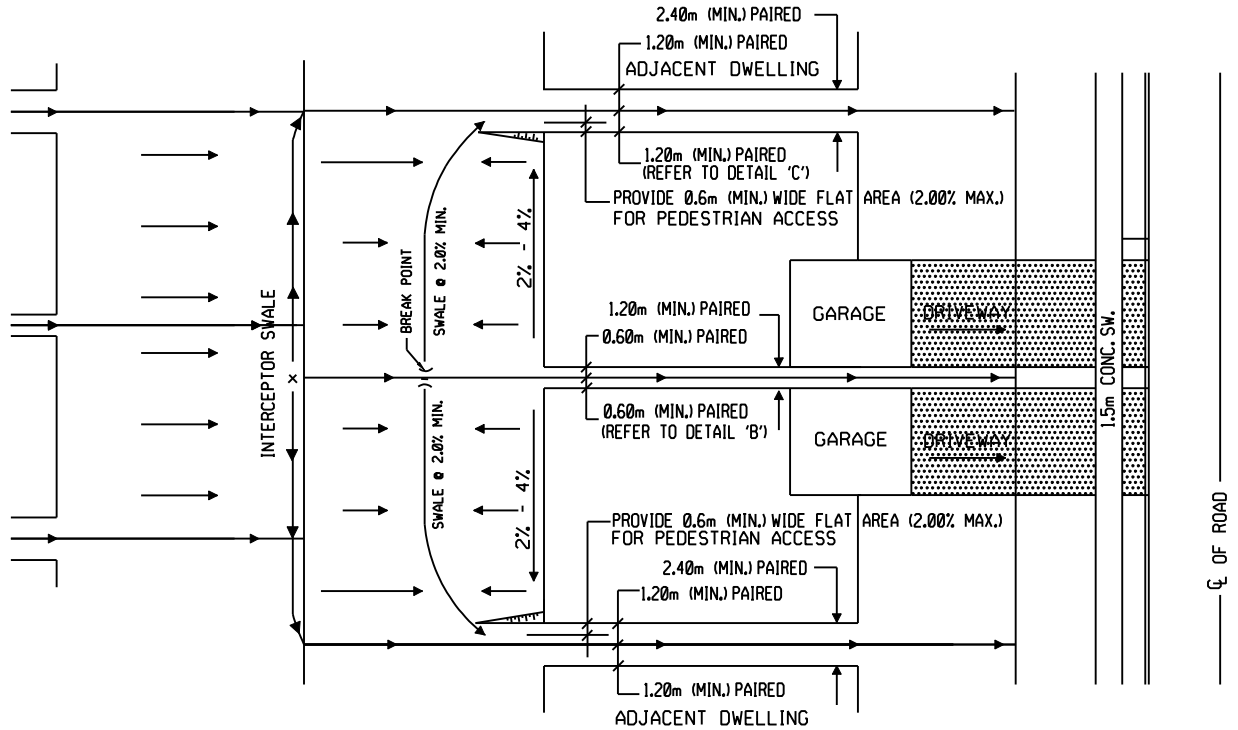 2.40m (MIN.) PAIRED
1.20m (MIN.) PAIRED
ADJACENT DWELLING
1.20m (MIN.) PAIRED
(REFER TO DETAIL 'C')
PROVIDE 0.6m (MIN.) WIDE FLAT AREA (2.00% MAX.)
FOR PEDESTRIAN ACCESS
2% - 4%
SWALE @ 2.0% MIN.
BREAK POINT
INTERCEPTOR SWALE
x
1.20m (MIN.) PAIRED
0.60m (MIN.) PAIRED
GARAGE
DRIVEWAY
1.5m CONC. SW.
0.60m (MIN.) PAIRED
(REFER TO DETAIL 'B')
GARAGE
DRIVEWAY
SWALE @ 2.0% MIN.
2% - 4%
PROVIDE 0.6m (MIN.) WIDE FLAT AREA (2.00% MAX.)
FOR PEDESTRIAN ACCESS
2.40m (MIN.) PAIRED
1.20m (MIN.) PAIRED
℄ OF ROAD
1.20m (MIN.) PAIRED
ADJACENT DWELLING